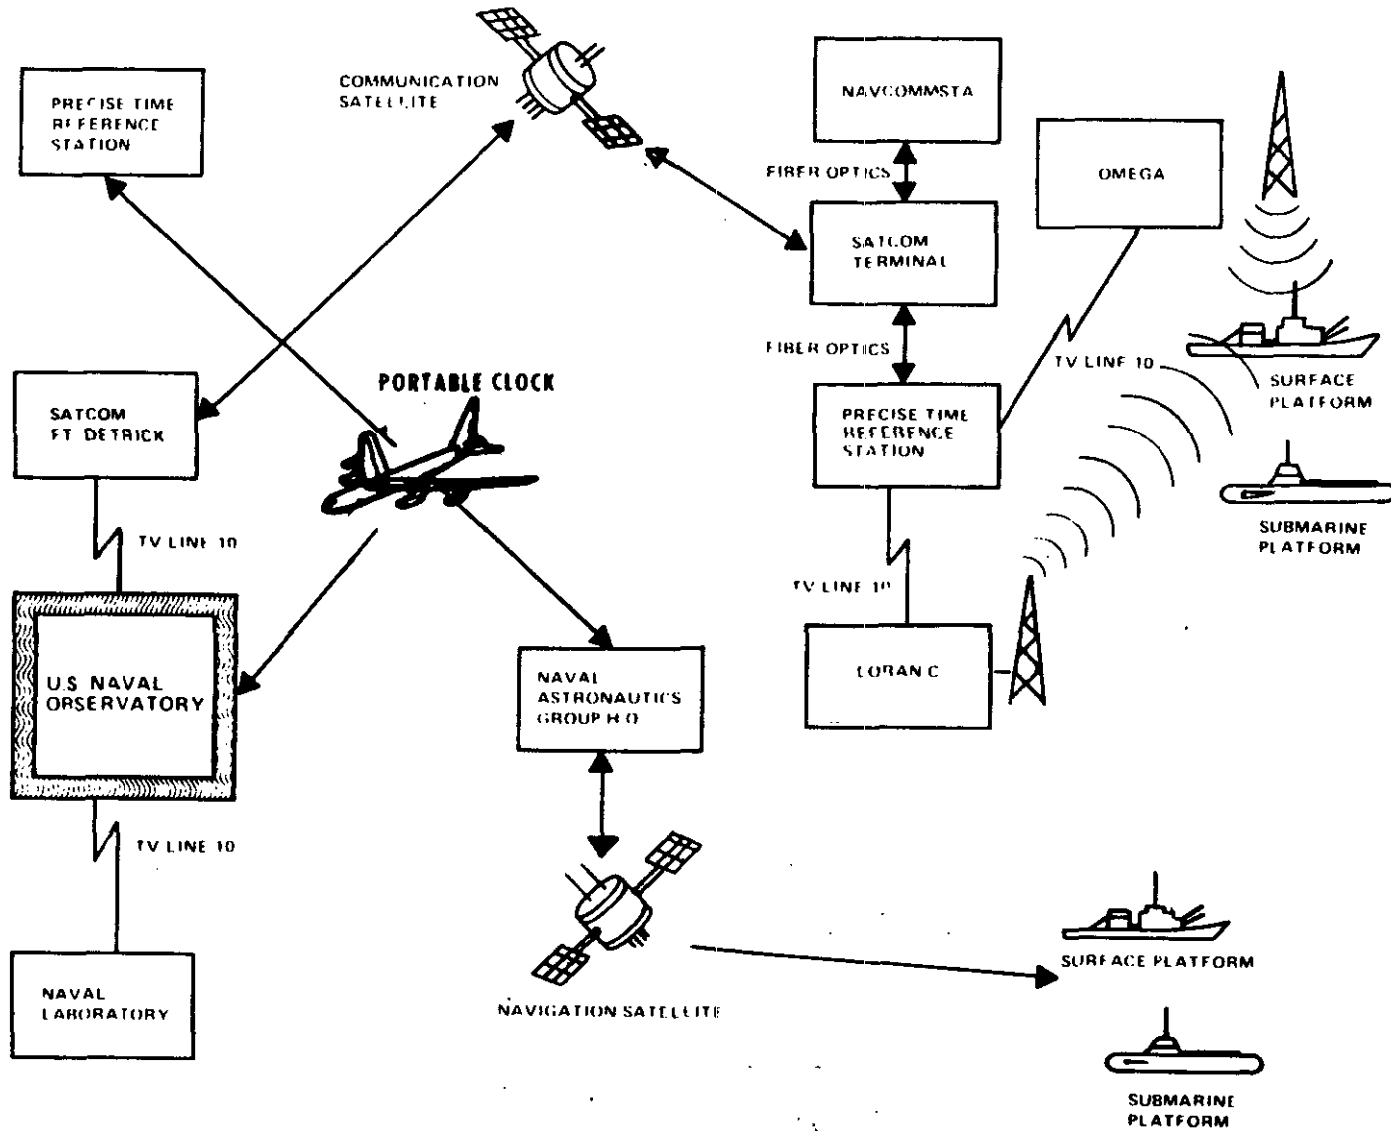 COMMUNICATION
SATELLITE
PRECISE TIME
REFERENCE
STATION
NAVCOMMSTA
FIBER OPTICS
OMEGA
SATCOM
TERMINAL
FIBER OPTICS
TV LINE 10
SURFACE
PLATFORM
PORTABLE CLOCK
SATCOM
FT. DETRICK
PRECISE TIME
REFERENCE
STATION
SUBMARINE
PLATFORM
TV LINE 10
TV LINE 10
U.S NAVAL
ORSERVATORY
NAVAL
ASTRONAUTICS
GROUP H.Q
LORAN C
TV LINE 10
NAVAL
LABORATORY
NAVIGATION SATELLITE
SURFACE PLATFORM
SUBMARINE
PLATFORM